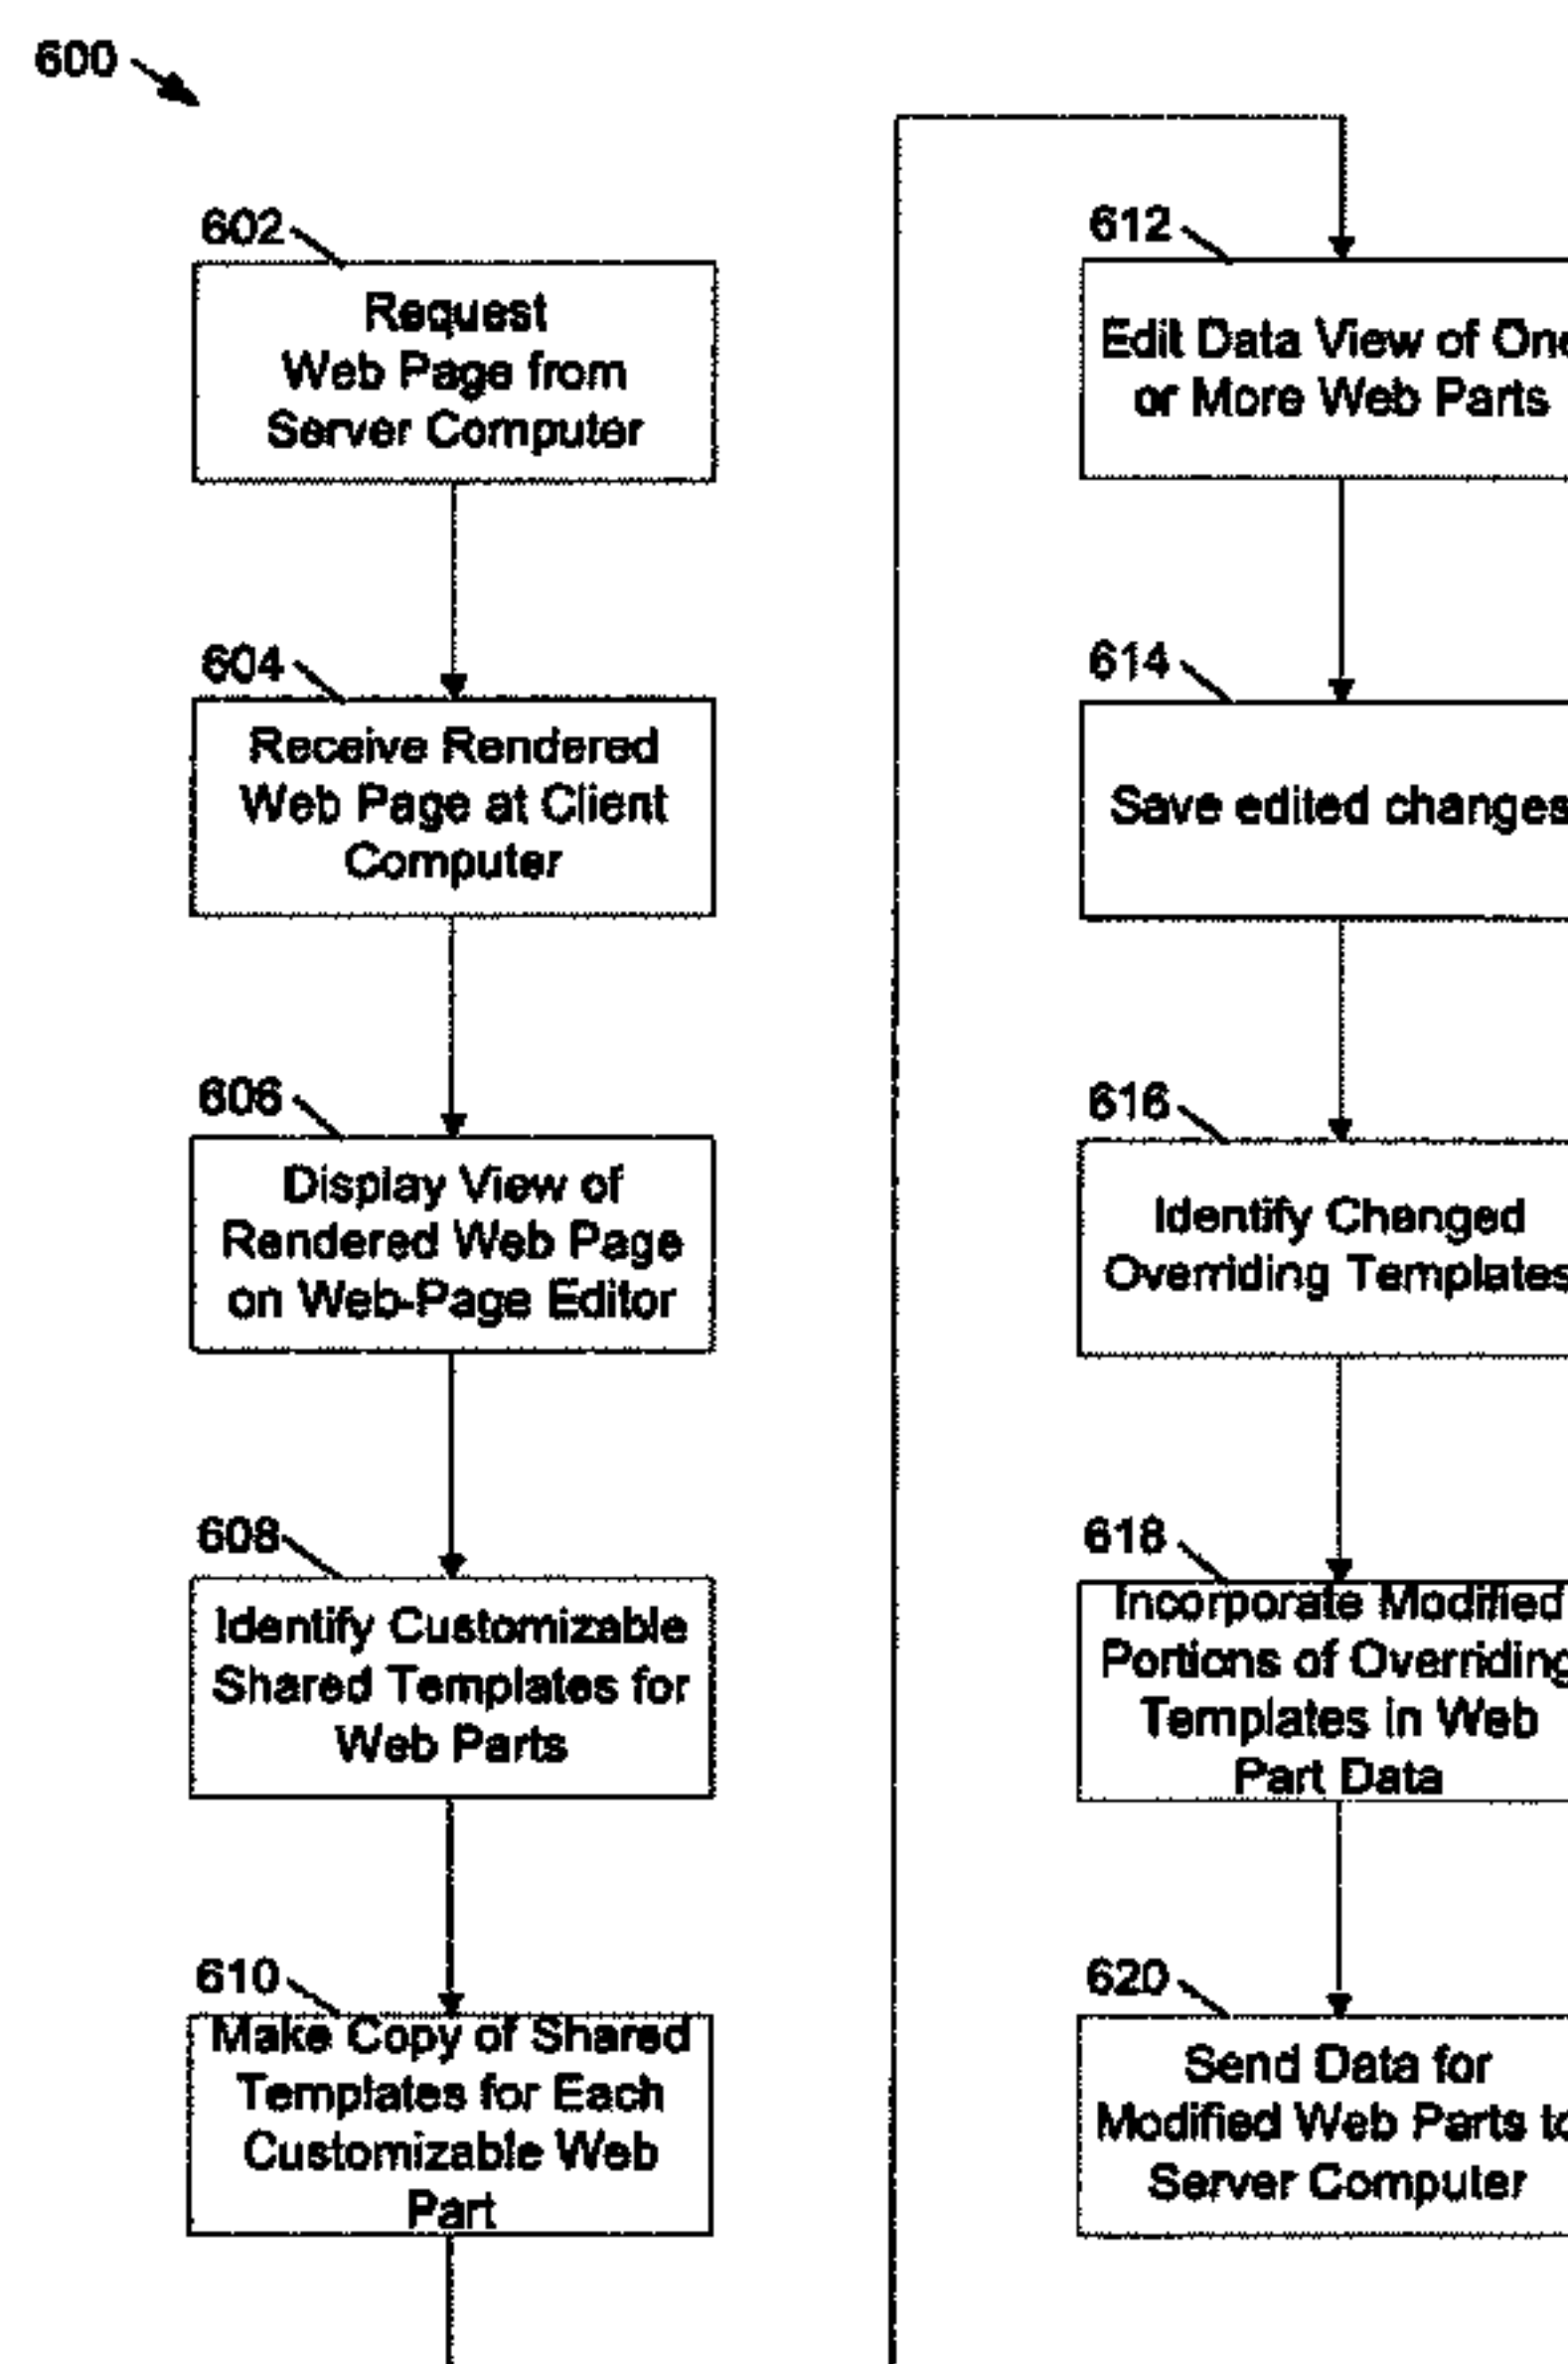 600
602
Request
Web Page from
Server Computer
604
Receive Rendered
Web Page at Client
Computer
606
Display View of
Rendered Web Page
on Web-Page Editor
608
Identify Customizable
Shared Templates for
Web Parts
610
Make Copy of Shared
Templates for Each
Customizable Web
Part
612
Edit Data View of One
or More Web Parts
614
Save edited changes
616
Identify Changed
Overriding Templates
618
Incorporate Modified
Portions of Overriding
Templates in Web
Part Data
620
Send Data for
Modified Web Parts to
Server Computer